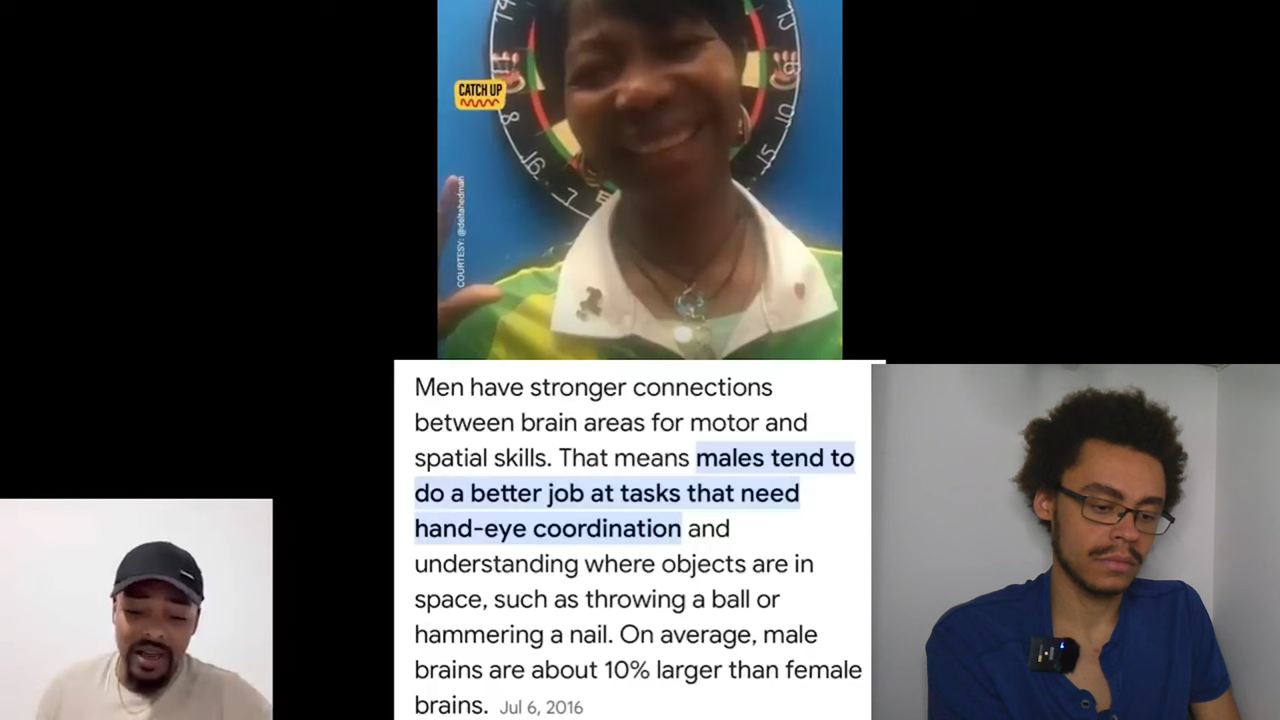 CATCH UP
COURTESY: @deltahedman
Men have stronger connections
between brain areas for motor and
spatial skills. That means males tend to
do a better job at tasks that need
hand-eye coordination and
understanding where objects are in
space, such as throwing a ball or
hammering a nail. On average, male
brains are about 10% larger than female
brains. Jul 6, 2016